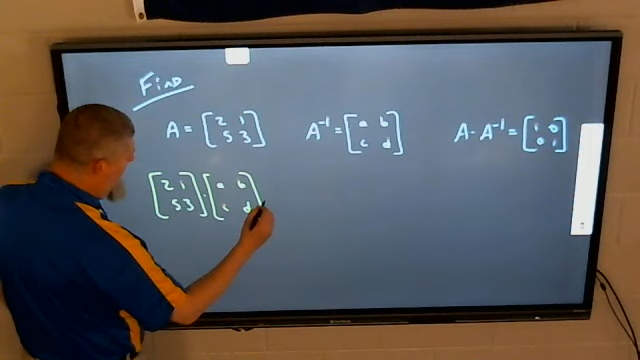 Find
A = [2 1 5 3] A⁻¹ = [a b c d] A · A⁻¹ = [1 0 0 1]
[2 1 5 3] · [a b c d]